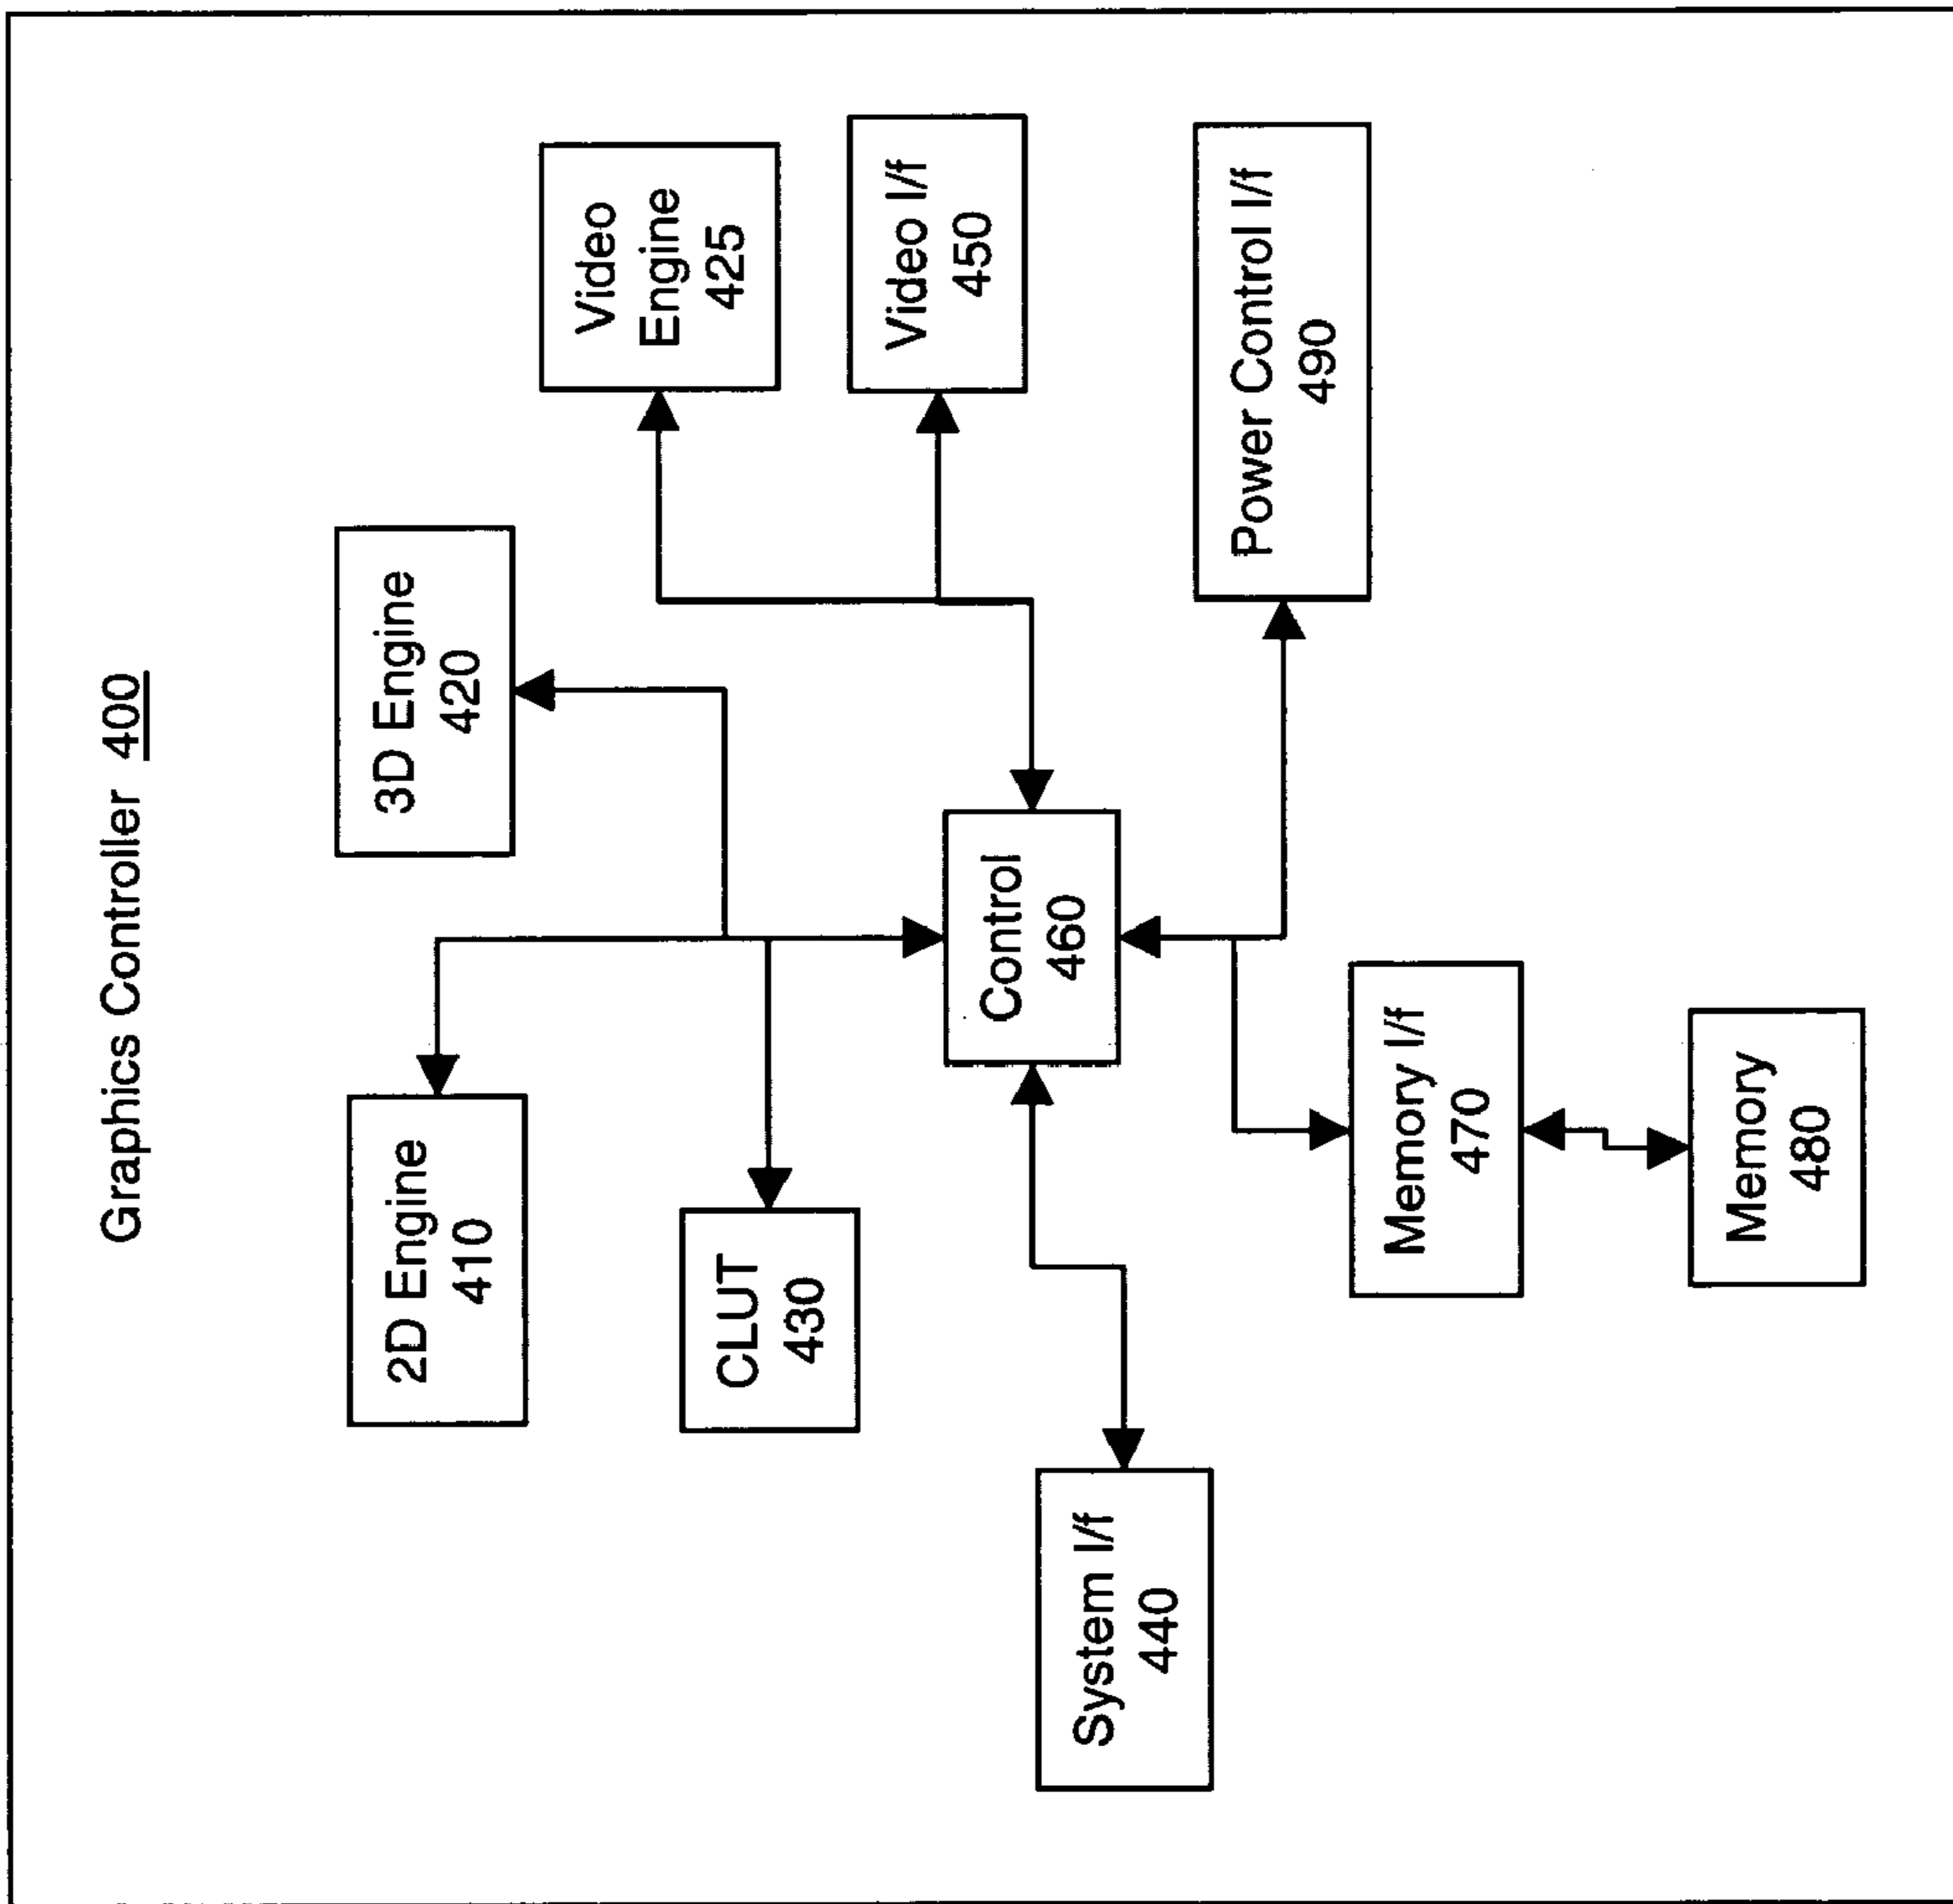 Graphics Controller 400
2D Engine
410
3D Engine
420
Video
Engine
425
CLUT
430
Video I/f
450
Control
460
System I/f
440
Power Control I/f
490
Memory I/f
470
Memory
480